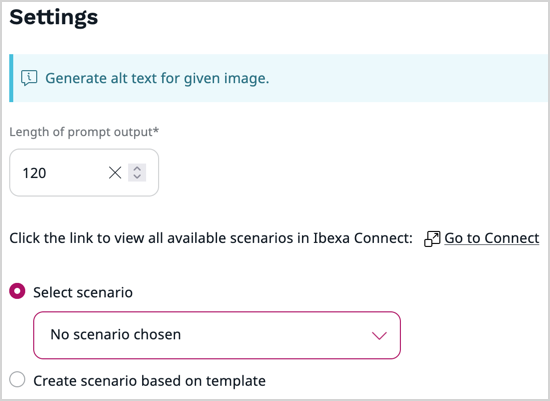 Settings
Generate alt text for given image.
Length of prompt output*
120
Click the link to view all available scenarios in Ibexa Connect: Go to Connect
Select scenario
No scenario chosen
Create scenario based on template